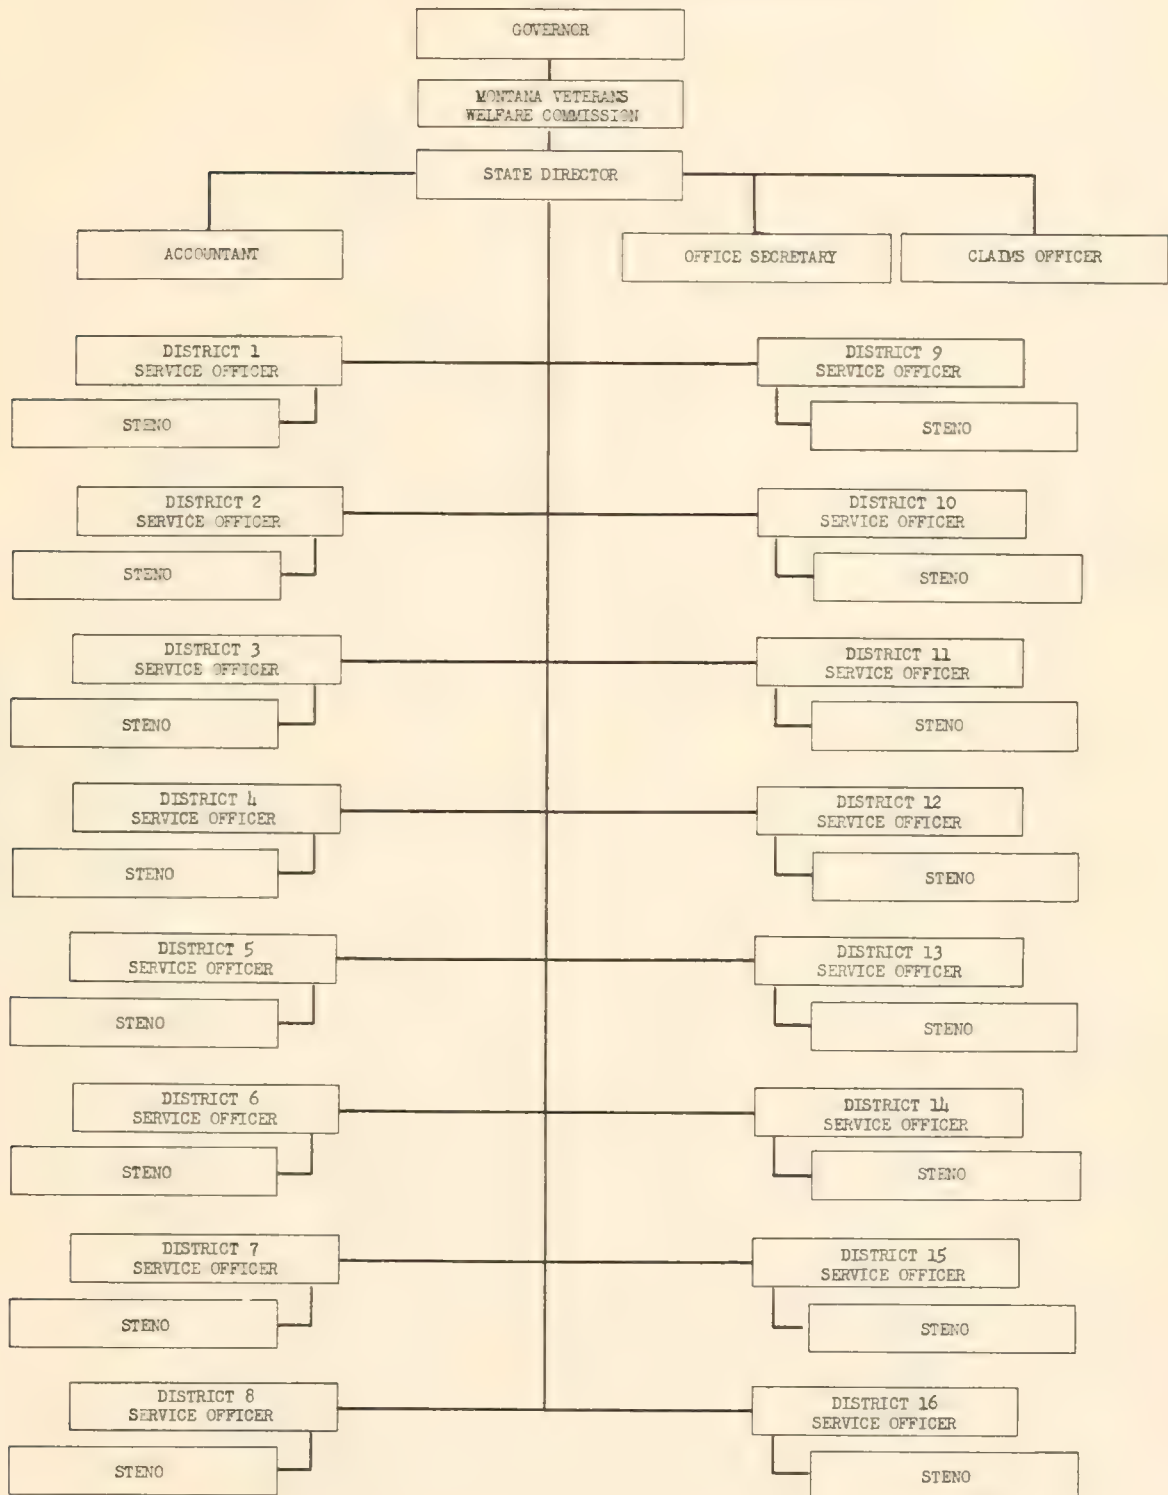 GOVERNOR
MONTANA VETERANS
WELFARE COMMISSION
STATE DIRECTOR
ACCOUNTANT
OFFICE SECRETARY
CLAIMS OFFICER
DISTRICT 1
SERVICE OFFICER
STENO
DISTRICT 9
SERVICE OFFICER
STENO
DISTRICT 2
SERVICE OFFICER
STENO
DISTRICT 10
SERVICE OFFICER
STENO
DISTRICT 3
SERVICE OFFICER
STENO
DISTRICT 11
SERVICE OFFICER
STENO
DISTRICT 4
SERVICE OFFICER
STENO
DISTRICT 12
SERVICE OFFICER
STENO
DISTRICT 5
SERVICE OFFICER
STENO
DISTRICT 13
SERVICE OFFICER
STENO
DISTRICT 6
SERVICE OFFICER
STENO
DISTRICT 14
SERVICE OFFICER
STENO
DISTRICT 7
SERVICE OFFICER
STENO
DISTRICT 15
SERVICE OFFICER
STENO
DISTRICT 8
SERVICE OFFICER
STENO
DISTRICT 16
SERVICE OFFICER
STENO